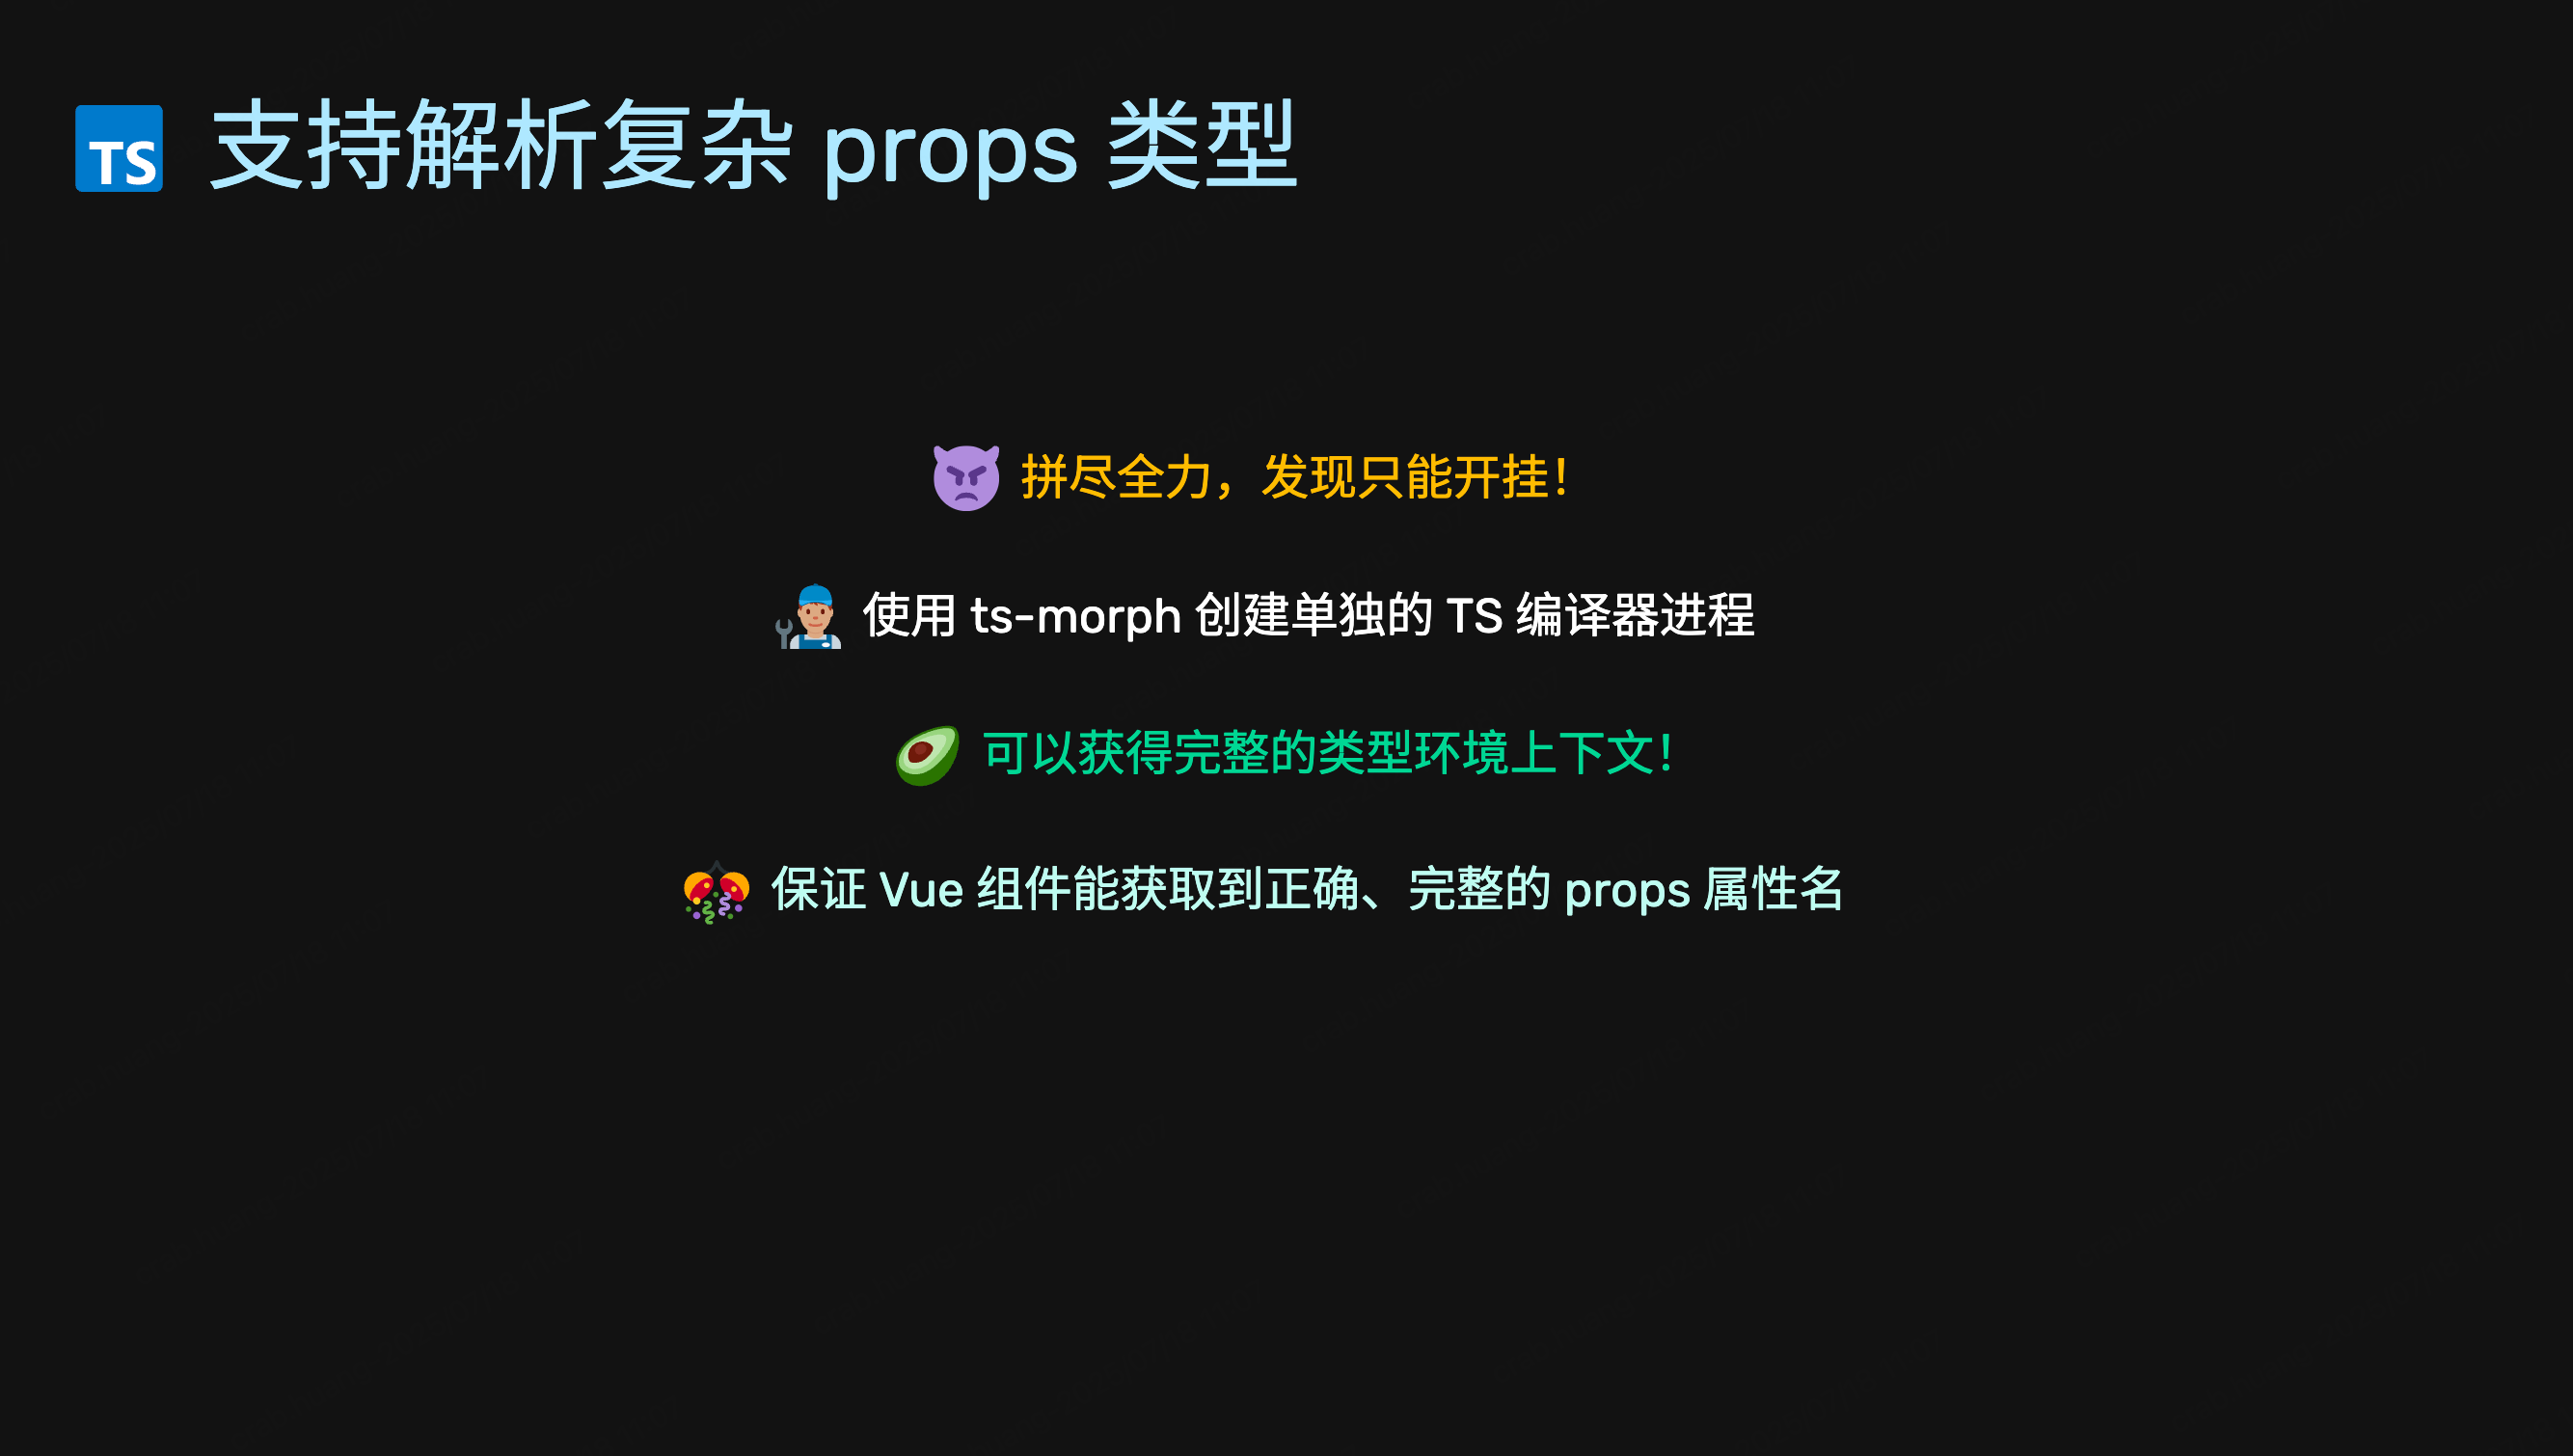 TS 支持解析复杂 props 类型
拼尽全力，发现只能开挂！
使用 ts-morph 创建单独的 TS 编译器进程
可以获得完整的类型环境上下文！
保证 Vue 组件能获取到正确、完整的 props 属性名